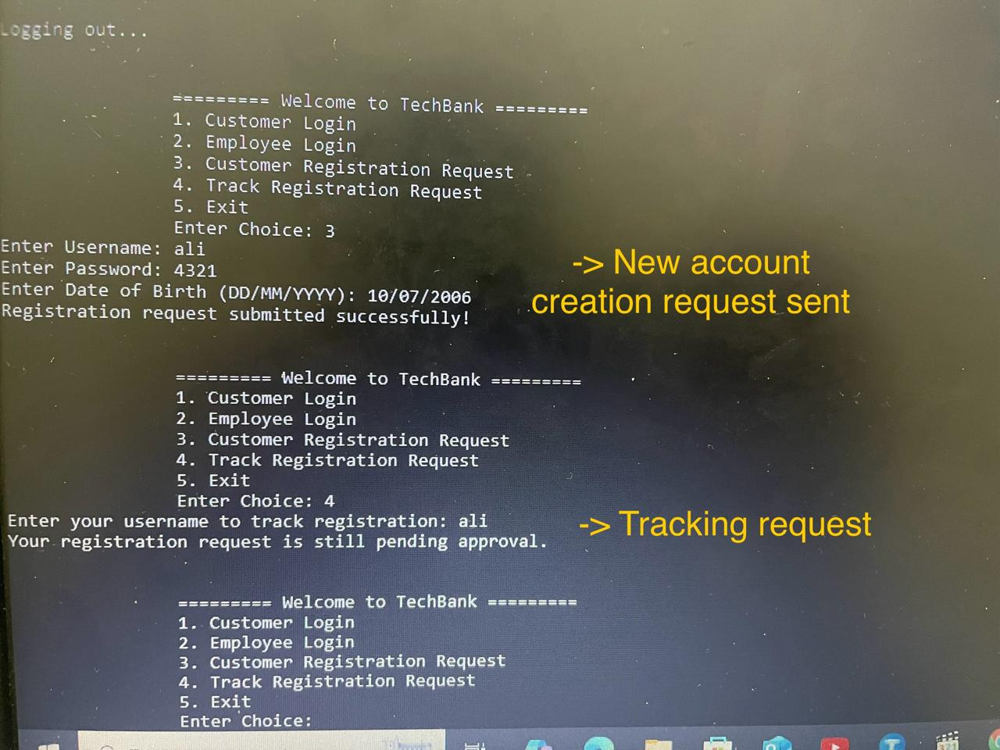 Logging out...
========= Welcome to TechBank =========
1. Customer Login
2. Employee Login
3. Customer Registration Request
4. Track Registration Request
5. Exit
Enter Choice: 3
Enter Username: ali
Enter Password: 4321
Enter Date of Birth (DD/MM/YYYY): 10/07/2006
Registration request submitted successfully!
-> New account
creation request sent
========= Welcome to TechBank =========
1. Customer Login
2. Employee Login
3. Customer Registration Request
4. Track Registration Request
5. Exit
Enter Choice: 4
Enter your username to track registration: ali
Your registration request is still pending approval.
-> Tracking request
========= Welcome to TechBank =========
1. Customer Login
2. Employee Login
3. Customer Registration Request
4. Track Registration Request
5. Exit
Enter Choice:
321